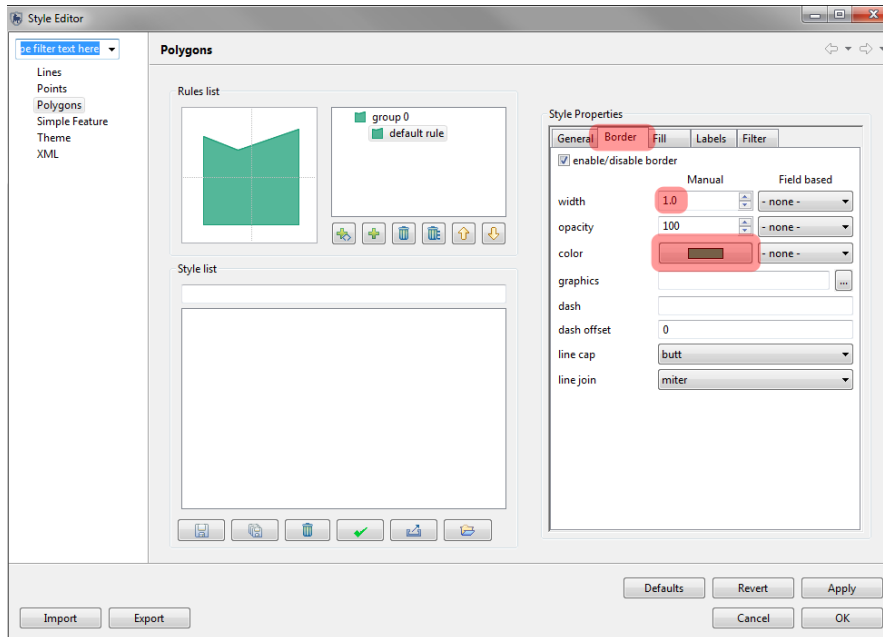 Style Editor
pe filter text here
Polygons
Lines
Points
Polygons
Simple Feature
Theme
XML
Rules list
group 0
default rule
Style list
Style Properties
General Border Fill Labels Filter
enable/disable border
Manual Field based
width 1.0 - none -
opacity 100 - none -
color - none -
graphics ...
dash
dash offset 0
line cap butt
line join miter
Defaults Revert Apply
Import Export Cancel OK